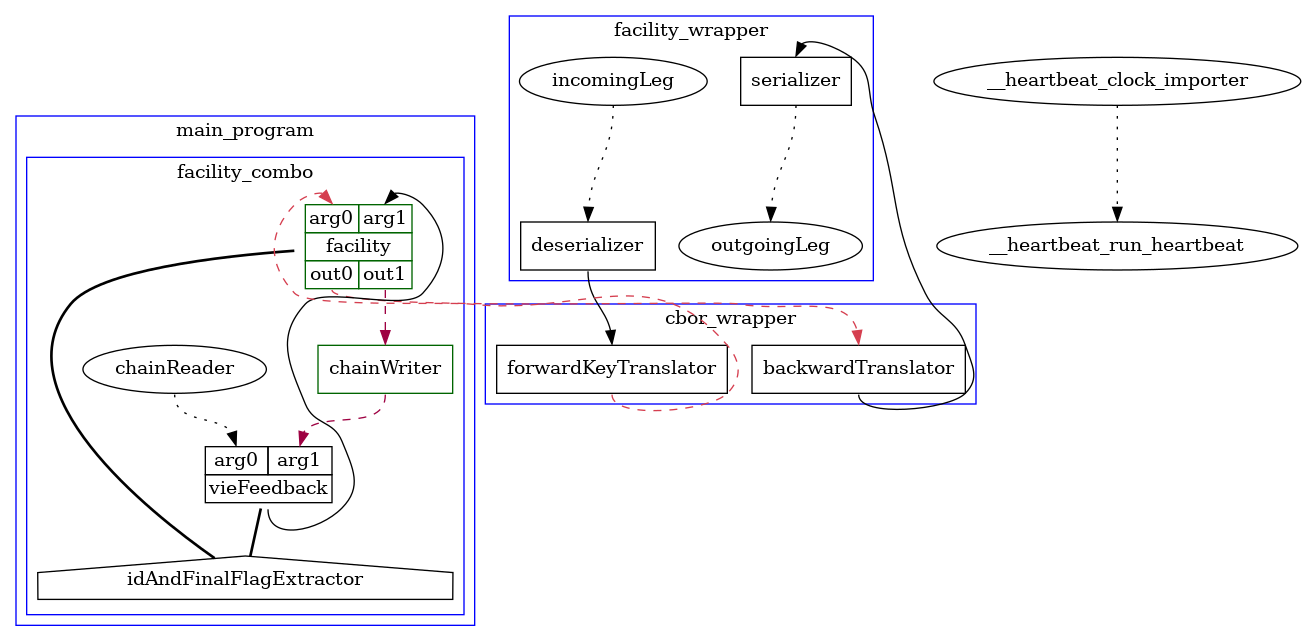 facility_wrapper
incomingLeg
serializer
__heartbeat_clock_importer
main_program
facility_combo
arg0 arg1
facility
out0 out1
deserializer
outgoingLeg
__heartbeat_run_heartbeat
cbor_wrapper
chainReader
chainWriter
forwardKeyTranslator
backwardTranslator
arg0 arg1
vieFeedback
idAndFinalFlagExtractor